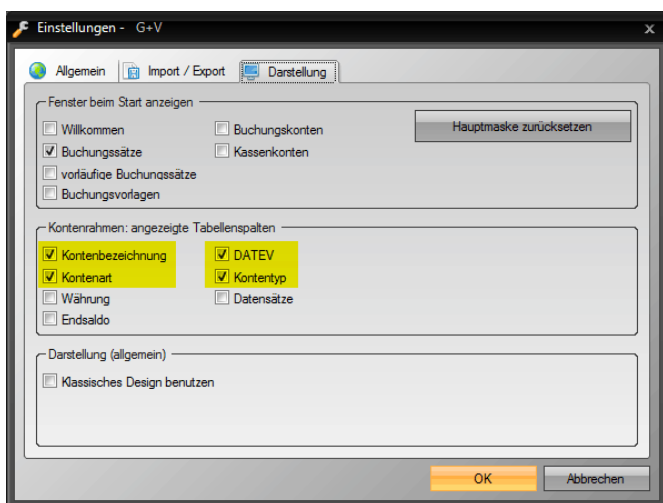 Einstellungen - G+V
x
Allgemein Import / Export Darstellung
Fenster beim Start anzeigen
Willkommen Buchungskonten Hauptmaske zurücksetzen
Buchungssätze Kassenkonten
vorläufige Buchungssätze
Buchungsvorlagen
Kontenrahmen: angezeigte Tabellenspalten
Kontenbezeichnung DATEV
Kontenart Kontentyp
Währung Datensätze
Endsaldo
Darstellung (allgemein)
Klassisches Design benutzen
OK Abbrechen